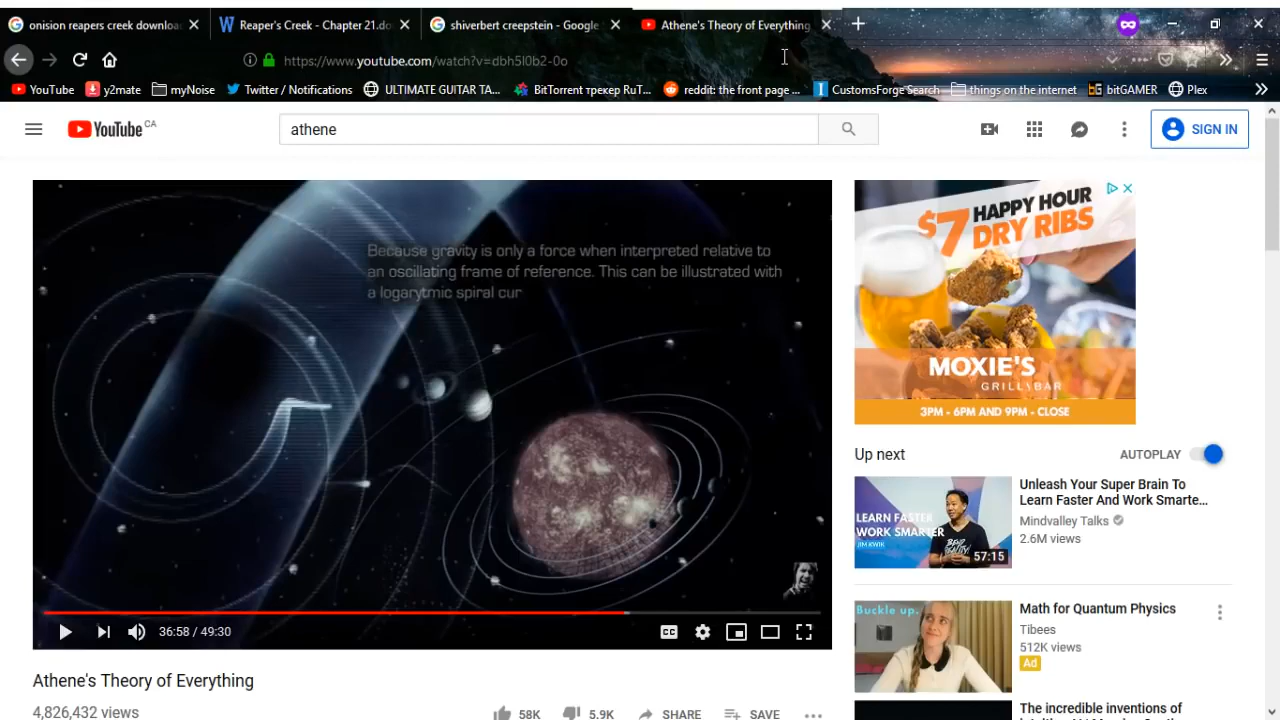 onision reapers creek downloa
Reaper's Creek - Chapter 21.do
shiverbert creepstein - Google
Athene's Theory of Everything
https://www.youtube.com/watch?v=dbh5l0b2-0o
YouTube
y2mate
myNoise
Twitter / Notifications
ULTIMATE GUITAR TA...
BitTorrent трекер RuT...
reddit: the front page ...
CustomsForge Search
things on the internet
bitGAMER
Plex
YouTube CA
athene
SIGN IN
Because gravity is only a force when interpreted relative to
an oscillating frame of reference. This can be illustrated with
a logarytmic spiral cur
$7 HAPPY HOUR
DRY RIBS
MOXIE'S
GRILL & BAR
3PM - 6PM AND 9PM - CLOSE
Up next
AUTOPLAY
LEARN FASTER
WORK SMARTER
JIM KWIK
57:15
Unleash Your Super Brain To
Learn Faster And Work Smarte...
Mindvalley Talks
2.6M views
Buckle up.
Math for Quantum Physics
Tibees
512K views
Ad
The incredible inventions of
36:58 / 49:30
CC
Athene's Theory of Everything
4,826,432 views
58K
5.9K
SHARE
SAVE